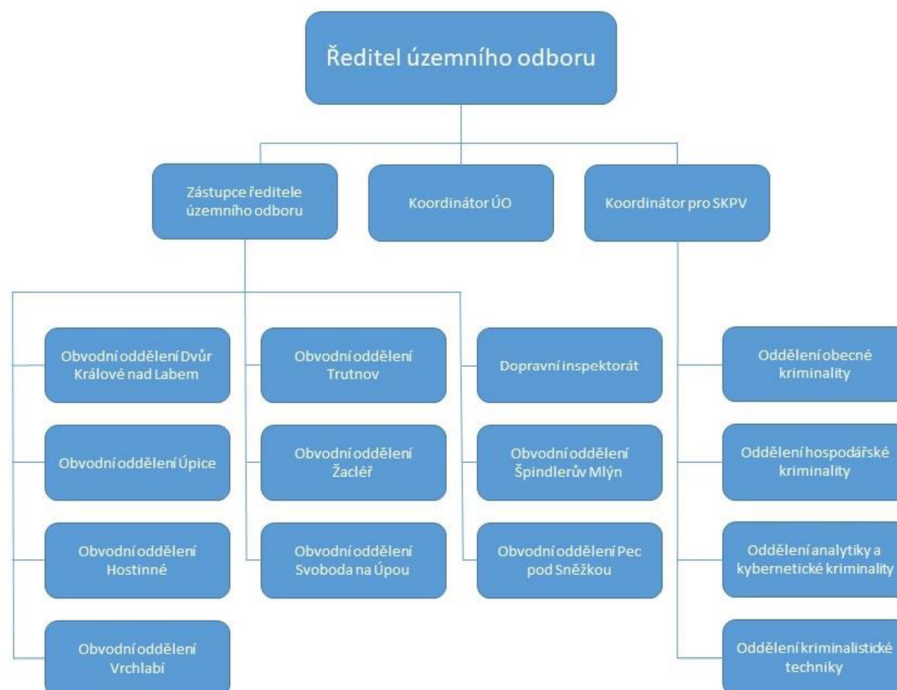 Ředitel územního odboru
Zástupce ředitele
územního odboru
Koordinátor ÚO
Koordinátor pro SKPV
Obvodní oddělení Dvůr
Králové nad Labem
Obvodní oddělení
Trutnov
Dopravní inspektorát
Oddělení obecné
kriminality
Obvodní oddělení Úpice
Obvodní oddělení
Žacléř
Obvodní oddělení
Špindlerův Mlýn
Oddělení hospodářské
kriminality
Obvodní oddělení
Hostinné
Obvodní oddělení
Svoboda na Úpou
Obvodní oddělení Pec
pod Sněžkou
Oddělení analytiky a
kybernetické kriminality
Obvodní oddělení
Vrchlabí
Oddělení kriminalistické
techniky